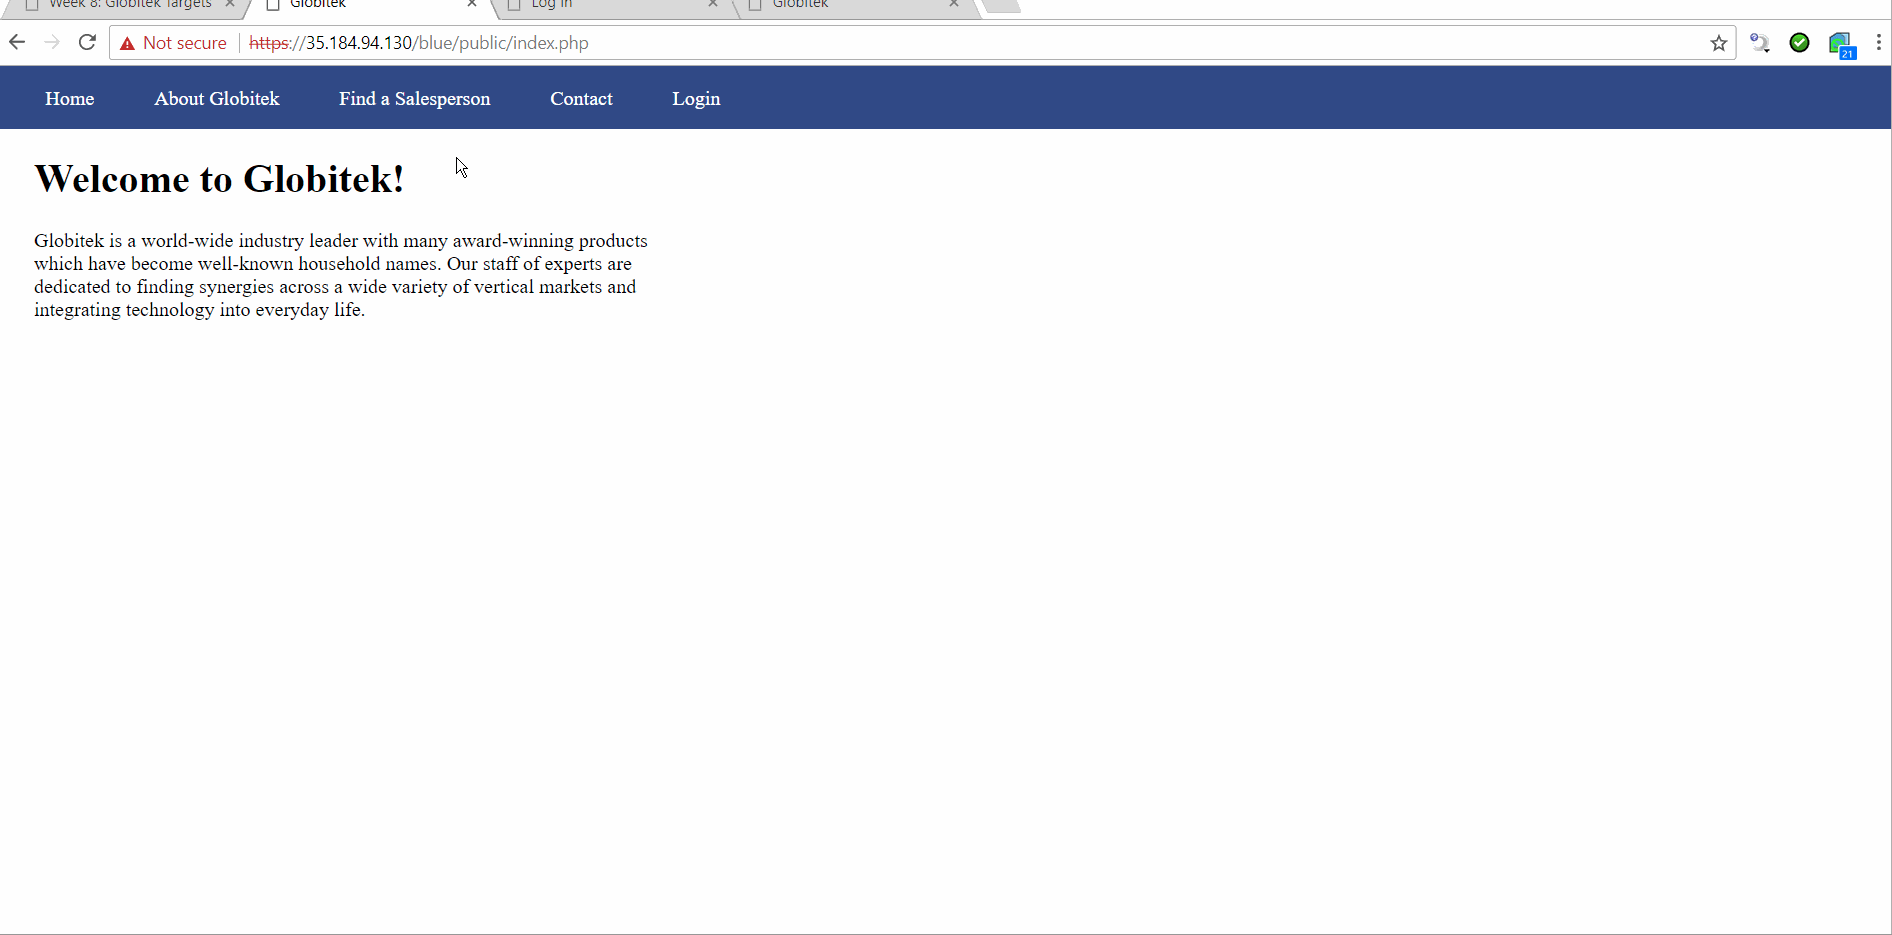 Week 8: Globitek Targets Globitek Log In Globitek
Not secure https://35.184.94.130/blue/public/index.php
21
Home About Globitek Find a Salesperson Contact Login
Welcome to Globitek!
Globitek is a world-wide industry leader with many award-winning products
which have become well-known household names. Our staff of experts are
dedicated to finding synergies across a wide variety of vertical markets and
integrating technology into everyday life.